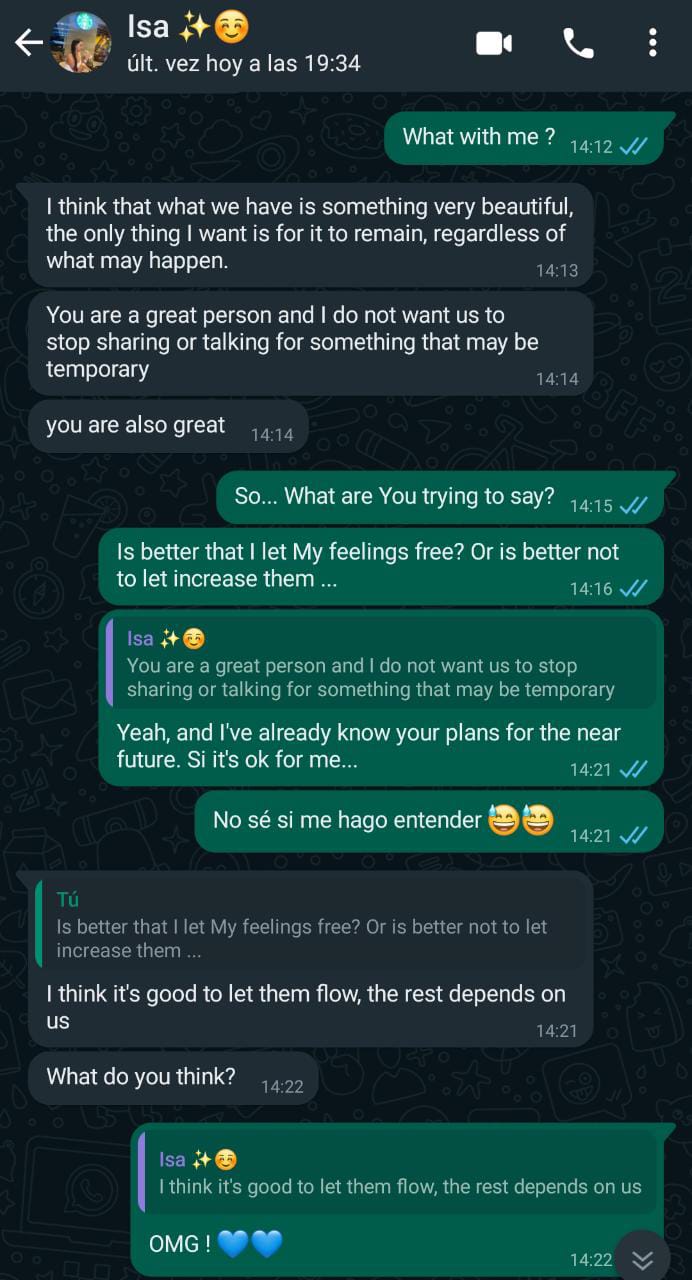 Isa ✨☺️
últ. vez hoy a las 19:34
What with me ? 14:12
I think that what we have is something very beautiful,
the only thing I want is for it to remain, regardless of
what may happen. 14:13
You are a great person and I do not want us to
stop sharing or talking for something that may be
temporary 14:14
you are also great 14:14
So... What are You trying to say? 14:15
Is better that I let My feelings free? Or is better not
to let increase them ... 14:16
Isa ✨☺️
You are a great person and I do not want us to stop
sharing or talking for something that may be temporary
Yeah, and I've already know your plans for the near
future. Si it's ok for me... 14:21
No sé si me hago entender 😅😅 14:21
Tú
Is better that I let My feelings free? Or is better not to let
increase them ...
I think it's good to let them flow, the rest depends on
us 14:21
What do you think? 14:22
Isa ✨☺️
I think it's good to let them flow, the rest depends on us
OMG ! 💙💙 14:22